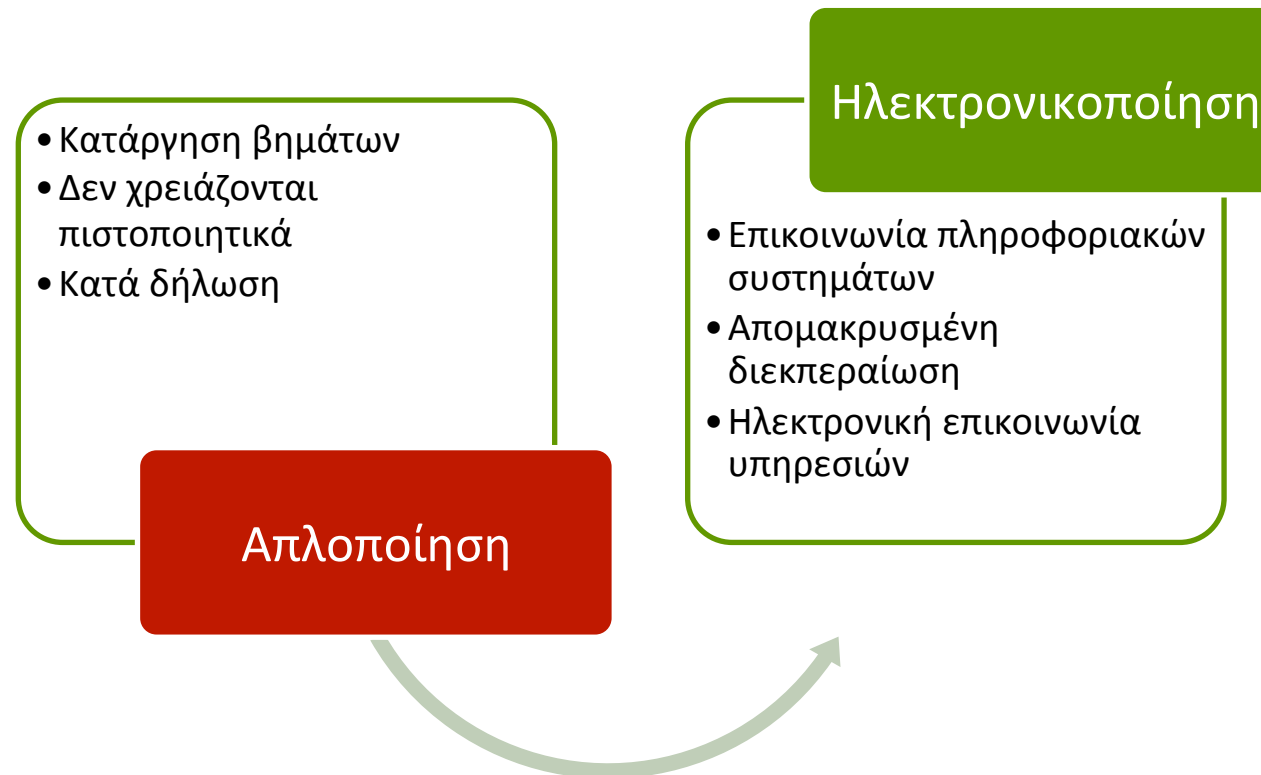 • Κατάργηση βημάτων
• Δεν χρειάζονται
πιστοποιητικά
• Κατά δήλωση
Απλοποίηση
Ηλεκτρονικοποίηση
• Επικοινωνία πληροφοριακών
συστημάτων
• Απομακρυσμένη
διεκπεραίωση
• Ηλεκτρονική επικοινωνία
υπηρεσιών